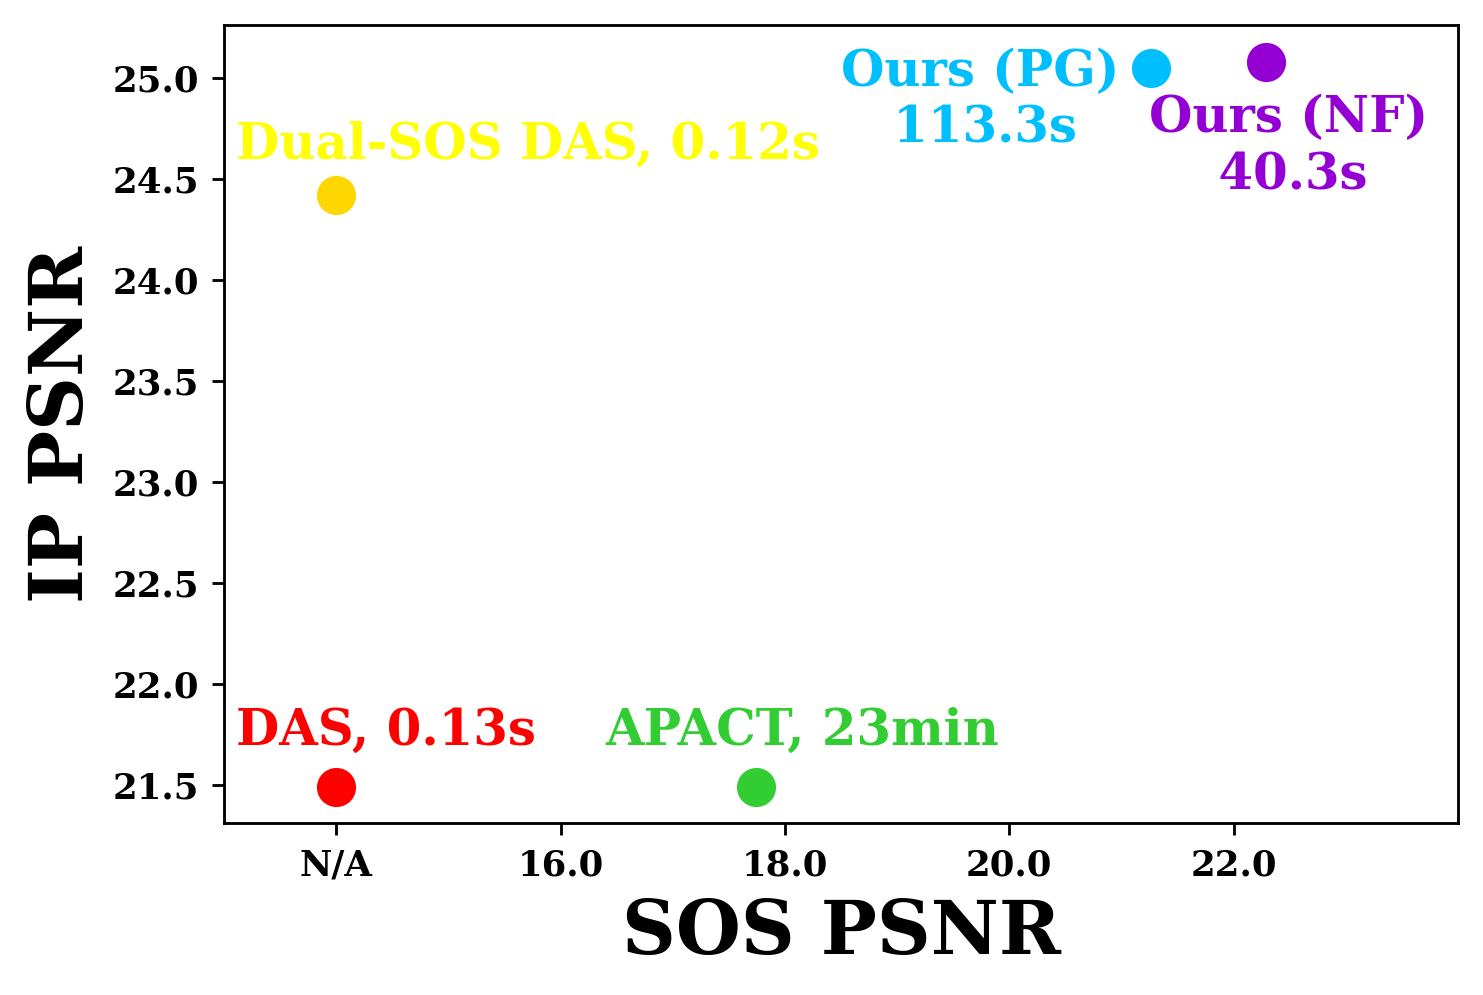 Ours (PG)
113.3s
Ours (NF)
40.3s
Dual-SOS DAS, 0.12s
DAS, 0.13s
APACT, 23min
IP PSNR
25.0
24.5
24.0
23.5
23.0
22.5
22.0
21.5
N/A 16.0 18.0 20.0 22.0
SOS PSNR